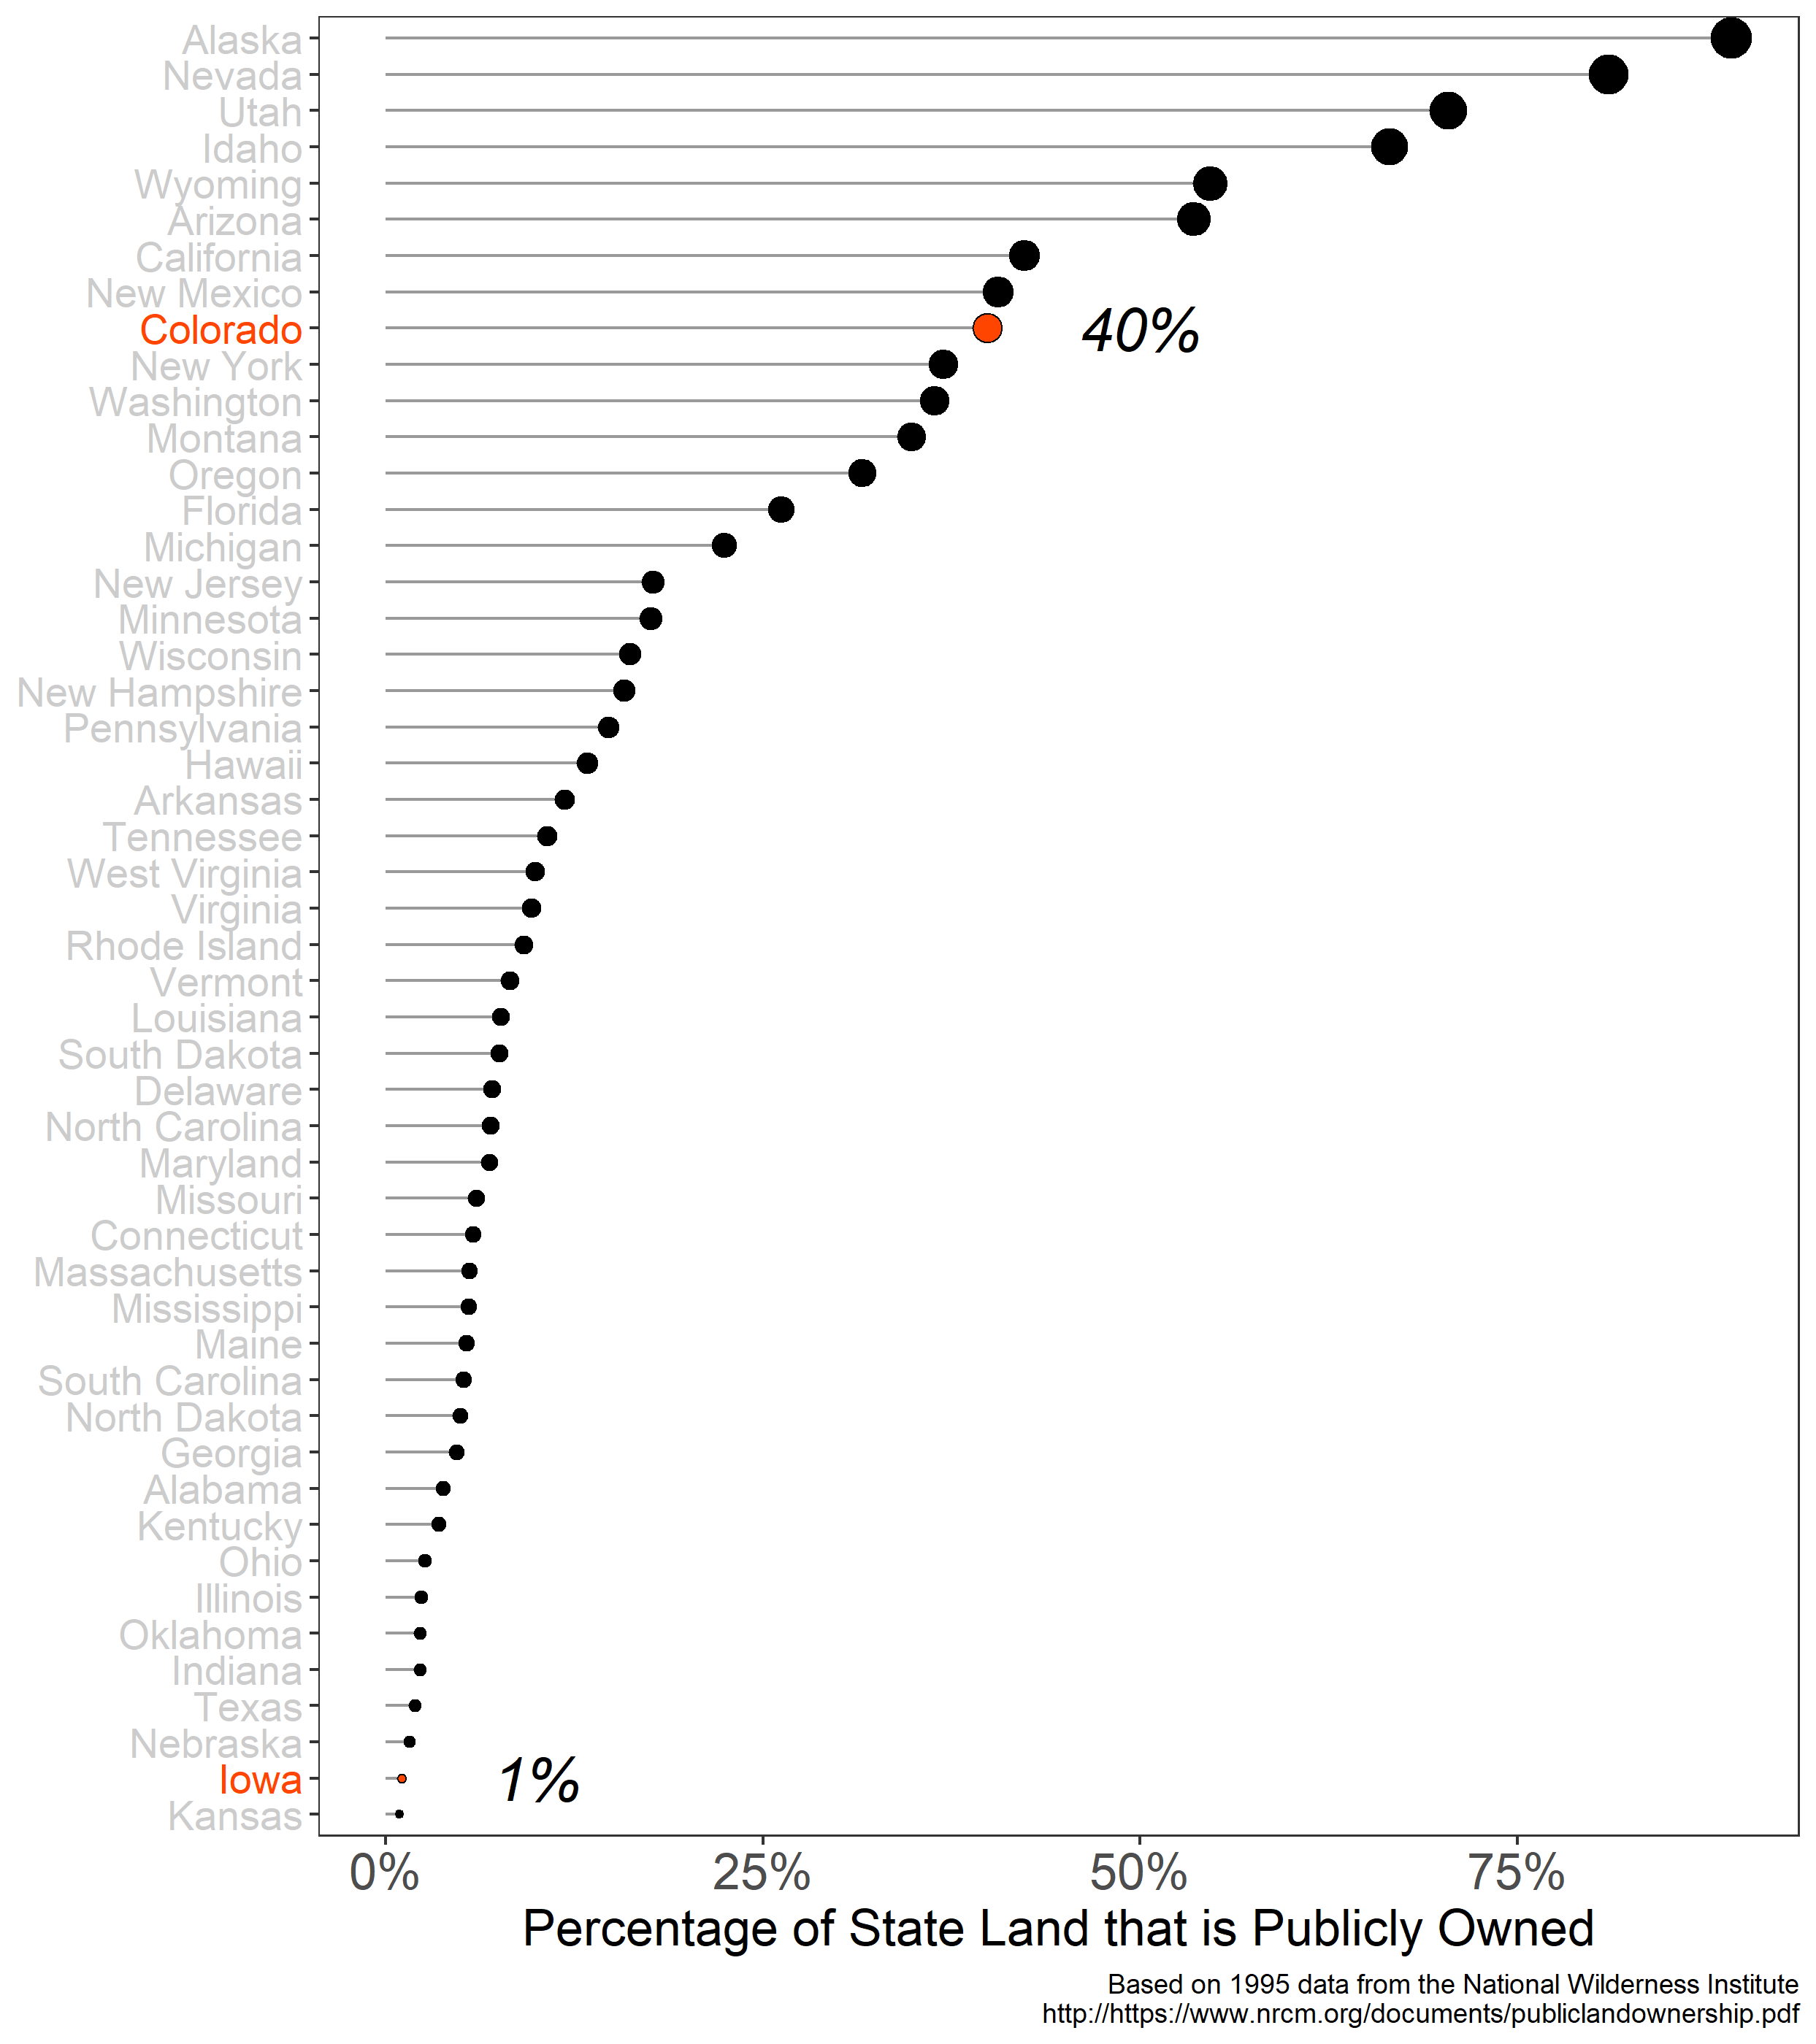 Alaska
Nevada
Utah
Idaho
Wyoming
Arizona
California
New Mexico
Colorado 40%
New York
Washington
Montana
Oregon
Florida
Michigan
New Jersey
Minnesota
Wisconsin
New Hampshire
Pennsylvania
Hawaii
Arkansas
Tennessee
West Virginia
Virginia
Rhode Island
Vermont
Louisiana
South Dakota
Delaware
North Carolina
Maryland
Missouri
Connecticut
Massachusetts
Mississippi
Maine
South Carolina
North Dakota
Georgia
Alabama
Kentucky
Ohio
Illinois
Oklahoma
Indiana
Texas
Nebraska
Iowa 1%
Kansas
0% 25% 50% 75%
Percentage of State Land that is Publicly Owned
Based on 1995 data from the National Wilderness Institute
http://https://www.nrcm.org/documents/publiclandownership.pdf